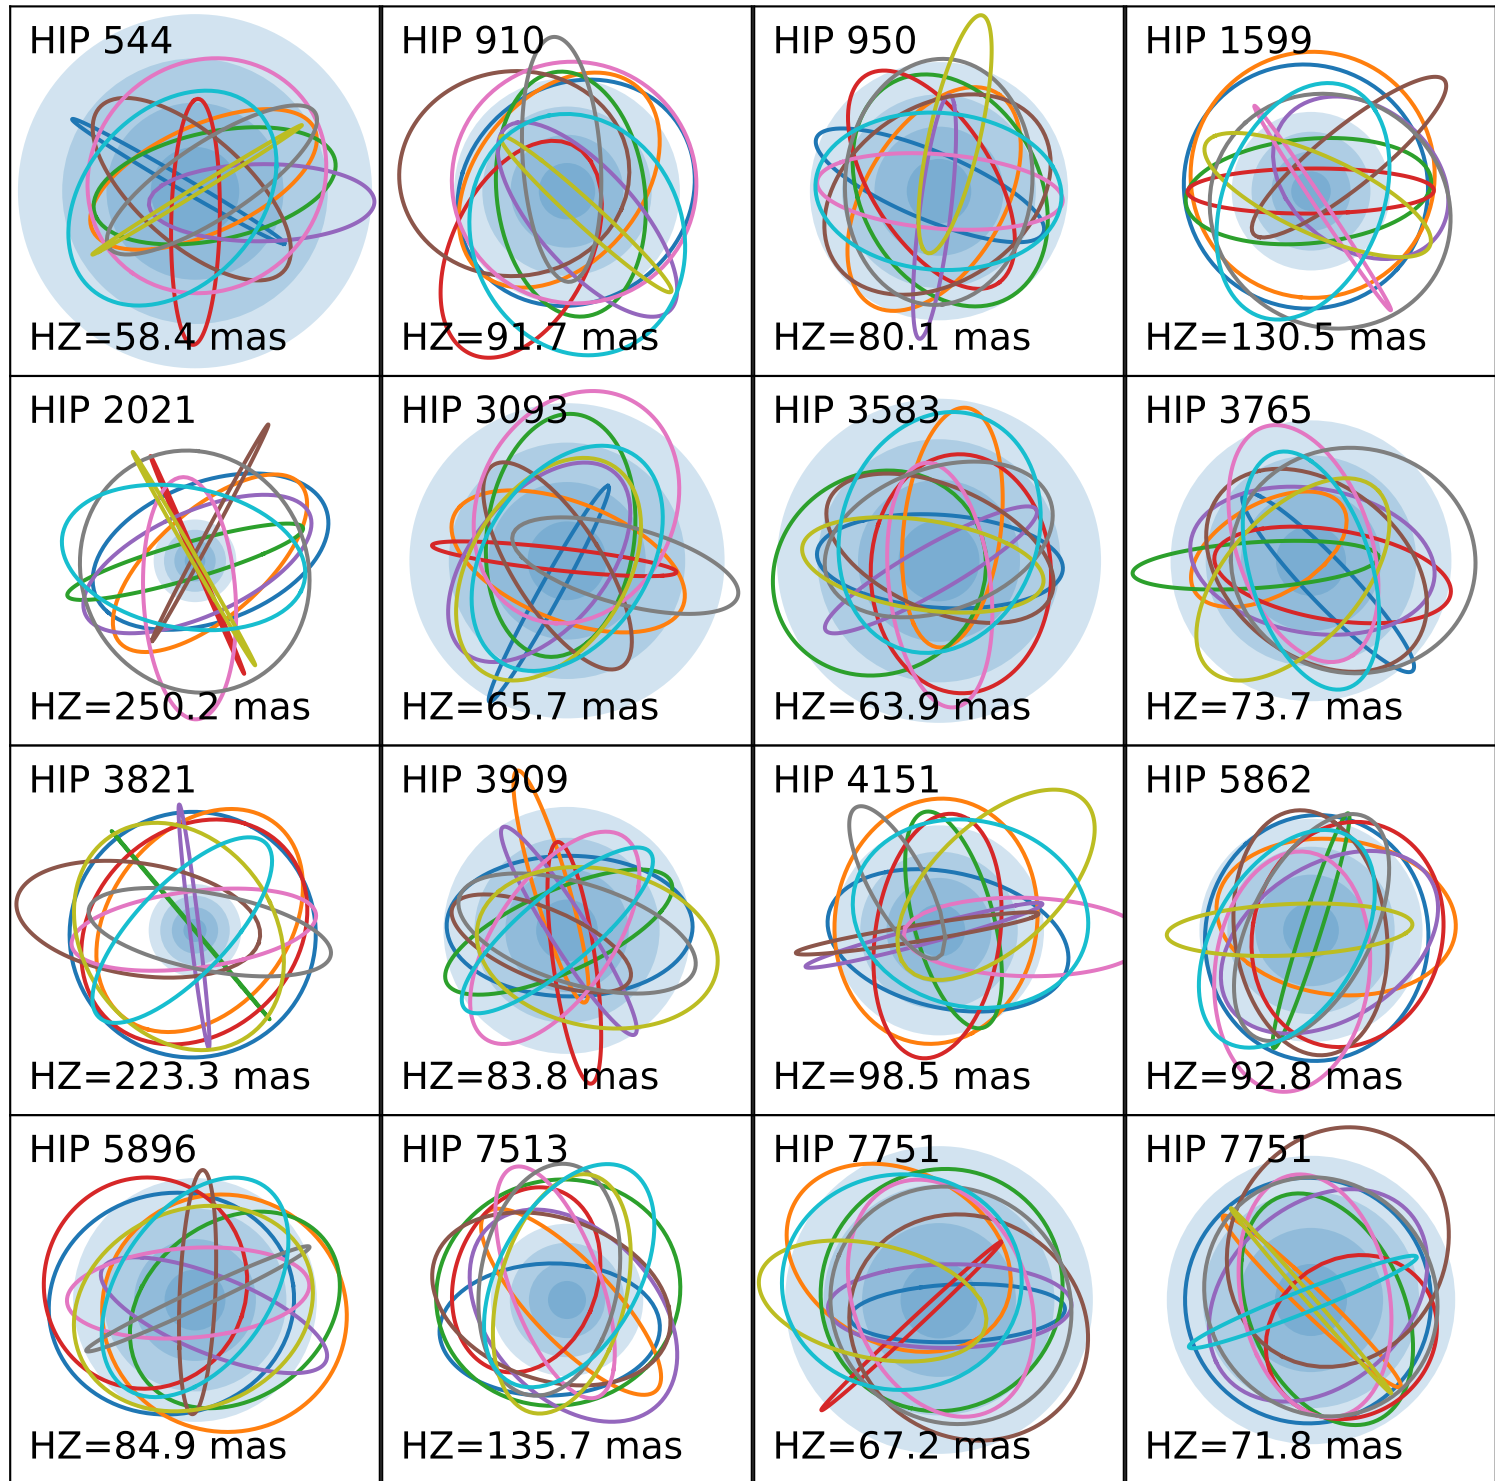 HIP 544
HZ=58.4 mas
HIP 910
HZ=91.7 mas
HIP 950
HZ=80.1 mas
HIP 1599
HZ=130.5 mas
HIP 2021
HZ=250.2 mas
HIP 3093
HZ=65.7 mas
HIP 3583
HZ=63.9 mas
HIP 3765
HZ=73.7 mas
HIP 3821
HZ=223.3 mas
HIP 3909
HZ=83.8 mas
HIP 4151
HZ=98.5 mas
HIP 5862
HZ=92.8 mas
HIP 5896
HZ=84.9 mas
HIP 7513
HZ=135.7 mas
HIP 7751
HZ=67.2 mas
HIP 7751
HZ=71.8 mas